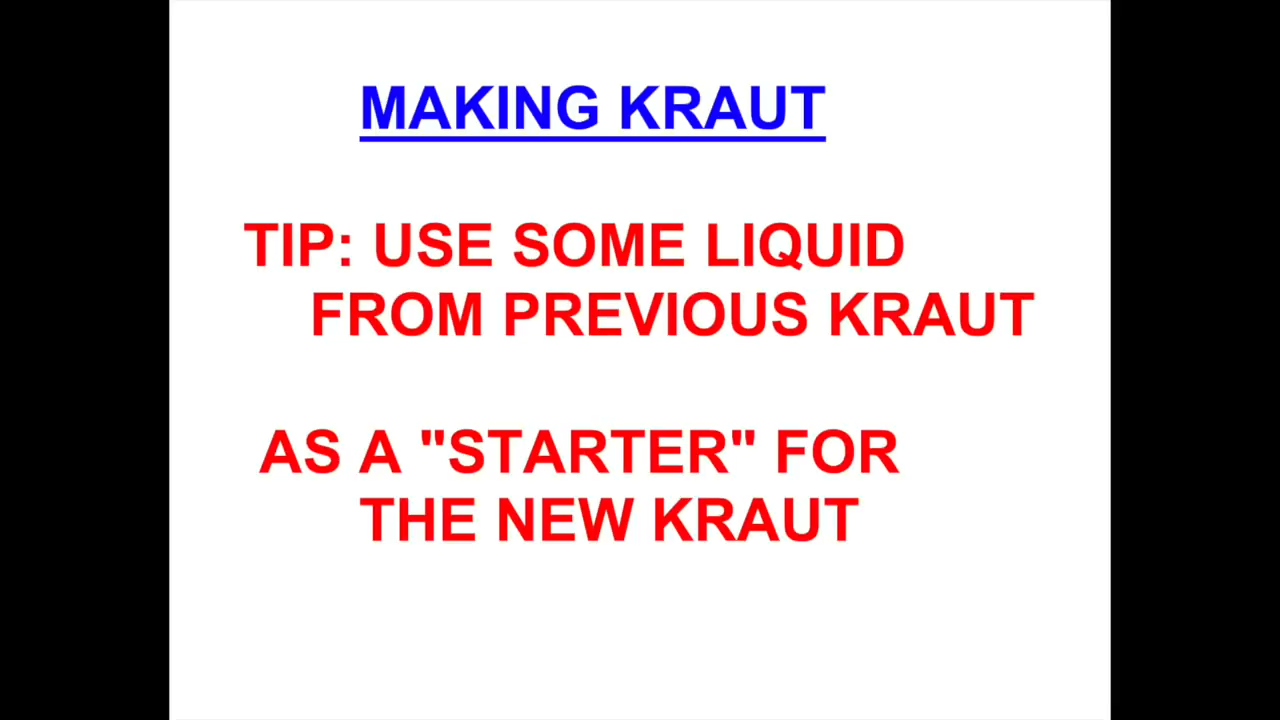 MAKING KRAUT
TIP: USE SOME LIQUID
FROM PREVIOUS KRAUT
AS A "STARTER" FOR
THE NEW KRAUT